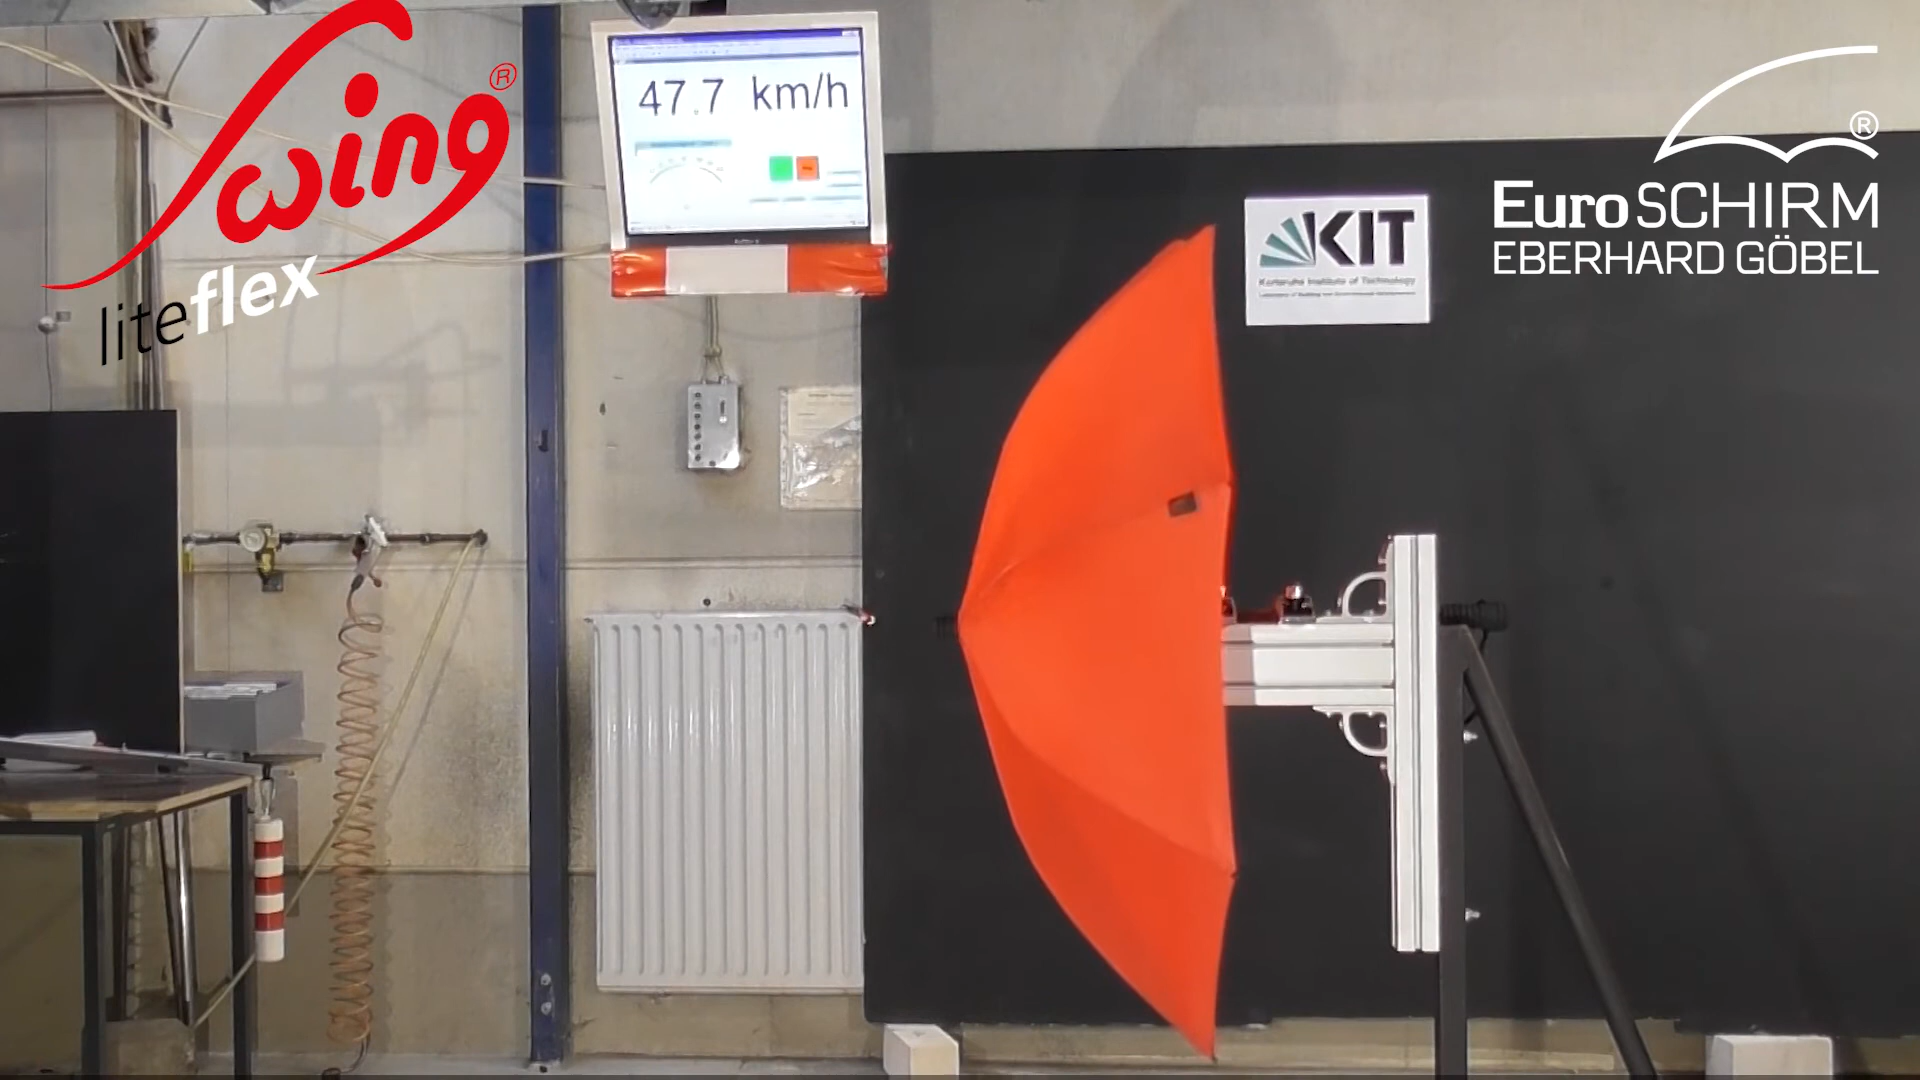 Swing®
liteflex
47.7 km/h
KIT
Karlsruhe Institute of Technology
®
EuroSCHIRM
EBERHARD GÖBEL